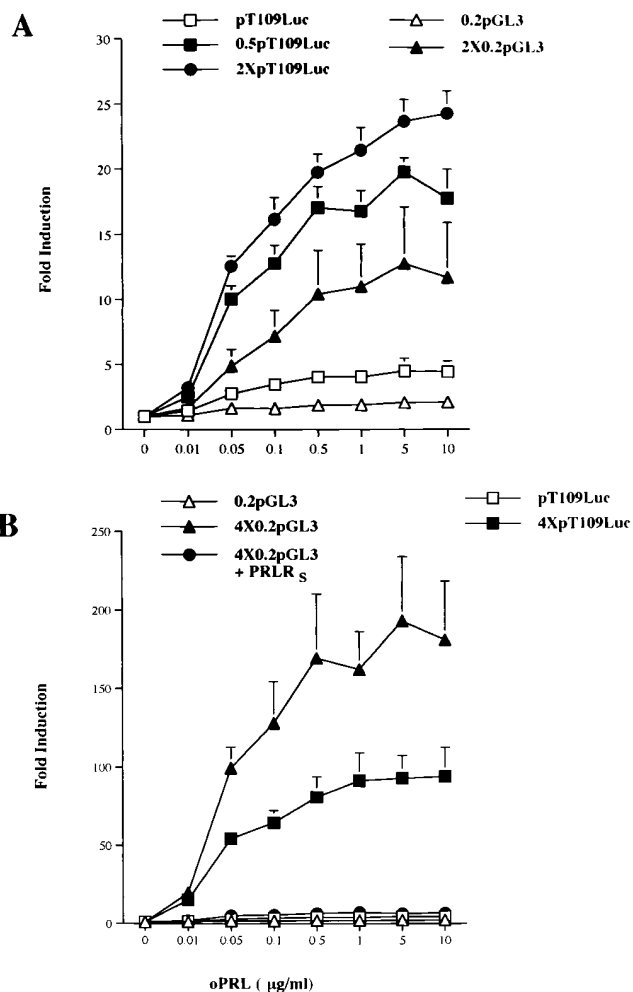 A
pT109Luc
0.5pT109Luc
2XpT109Luc
0.2pGL3
2X0.2pGL3
30
25
20
15
10
5
0
Fold Induction
0 0.01 0.05 0.1 0.5 1 5 10
B
0.2pGL3
4X0.2pGL3
4X0.2pGL3
+ PRLR S
pT109Luc
4XpT109Luc
250
200
150
100
50
0
Fold Induction
0 0.01 0.05 0.1 0.5 1 5 10
oPRL ( µg/ml)